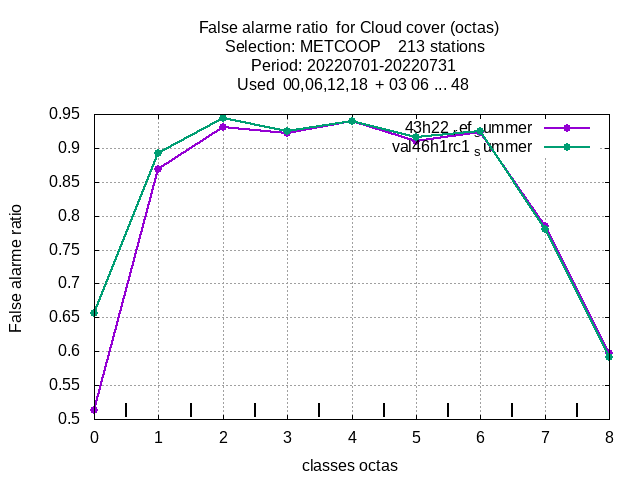 False alarme ratio for Cloud cover (octas)
Selection: METCOOP 213 stations
Period: 20220701-20220731
Used 00,06,12,18 + 03 06 ... 48
43h22_ref_summer
val46h1rc1_summer
0.95
0.9
0.85
0.8
0.75
0.7
0.65
0.6
0.55
0.5
False alarme ratio
0 1 2 3 4 5 6 7 8
classes octas